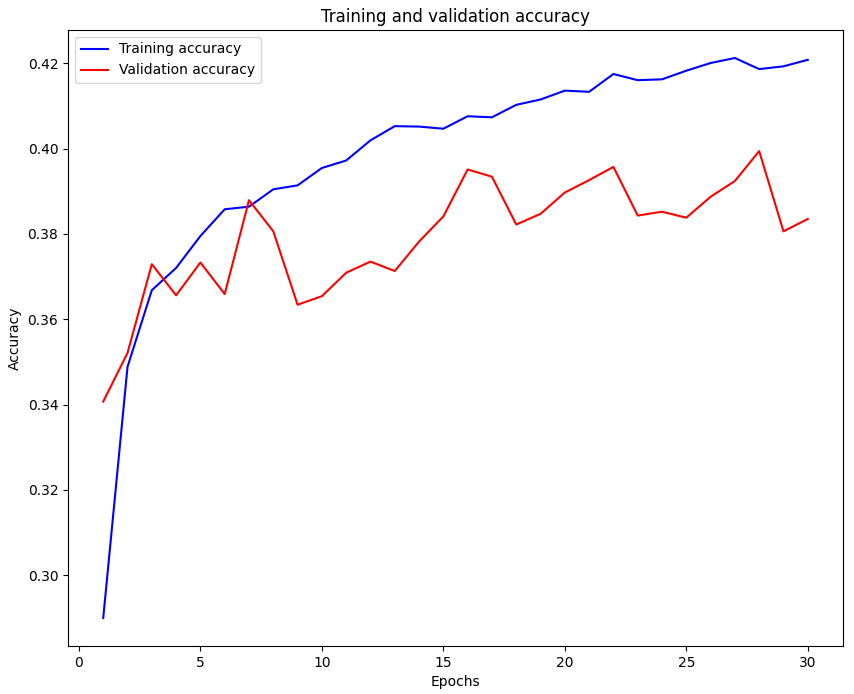 Training and validation accuracy
Training accuracy
Validation accuracy
0.42
0.40
0.38
0.36
0.34
0.32
0.30
Accuracy
0 5 10 15 20 25 30
Epochs